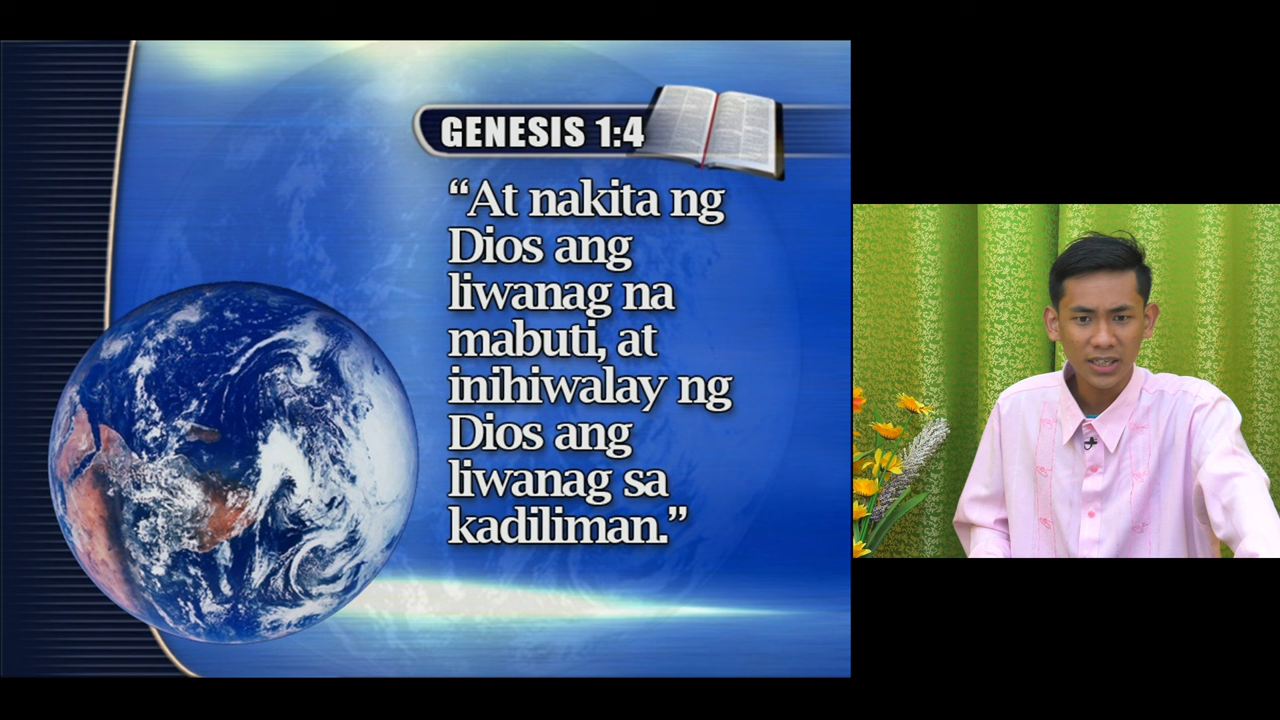 GENESIS 1:4
“At nakita ng
Dios ang
liwanag na
mabuti, at
inihiwalay ng
Dios ang
liwanag sa
kadiliman.”